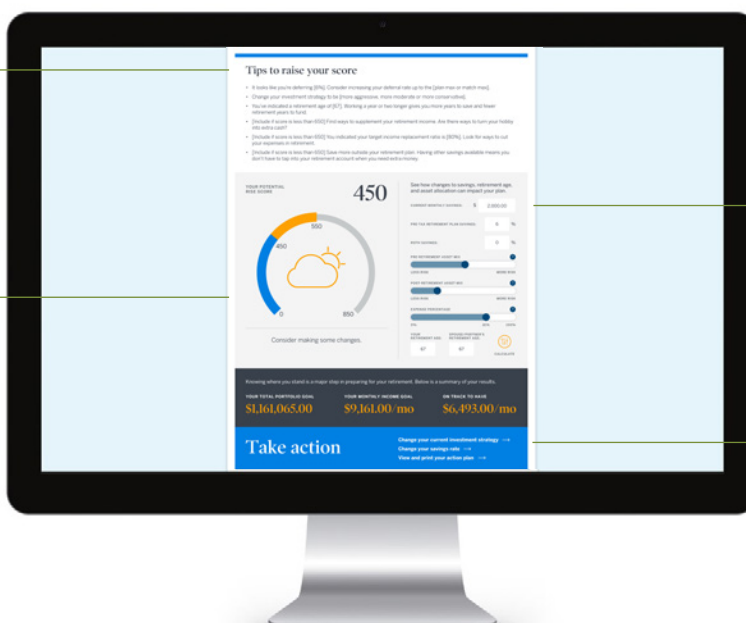 Tips to raise your score
It looks like you're deferring [6%]. Consider increasing your deferral rate up to the [plan max or match max].
Change your investment strategy to be [more aggressive, more moderate or more conservative].
You've indicated a retirement age of [67]. Working a year or two longer gives you more years to save and fewer
retirement years to fund.
[Include if score is less than 650] Find ways to supplement your retirement income. Are there ways to turn your hobby
into extra cash?
[Include if score is less than 650] You indicated your target income replacement ratio is [80%]. Look for ways to cut
your expenses in retirement.
[Include if score is less than 650] Save more outside your retirement plan. Having other savings available means you
don't have to tap into your retirement account when you need extra money.
YOUR POTENTIAL
RISE SCORE
450
550
450
0
850
Consider making some changes.
See how changes to savings, retirement age,
and asset allocation can impact your plan.
CURRENT MONTHLY SAVINGS: $ 2,000.00
PRE-TAX RETIREMENT PLAN SAVINGS: 6 %
ROTH SAVINGS: 0 %
PRE-RETIREMENT ASSET MIX
LESS RISK MORE RISK
POST-RETIREMENT ASSET MIX
LESS RISK MORE RISK
EXPENSE PERCENTAGE
0% 80% 100%
YOUR
RETIREMENT AGE:
67
SPOUSE/PARTNER'S
RETIREMENT AGE:
67
CALCULATE
Knowing where you stand is a major step in preparing for your retirement. Below is a summary of your results.
YOUR TOTAL PORTFOLIO GOAL
$1,161,065.00
YOUR MONTHLY INCOME GOAL
$9,161.00/mo
ON TRACK TO HAVE
$6,493.00/mo
Take action
Change your current investment strategy →
Change your savings rate →
View and print your action plan →